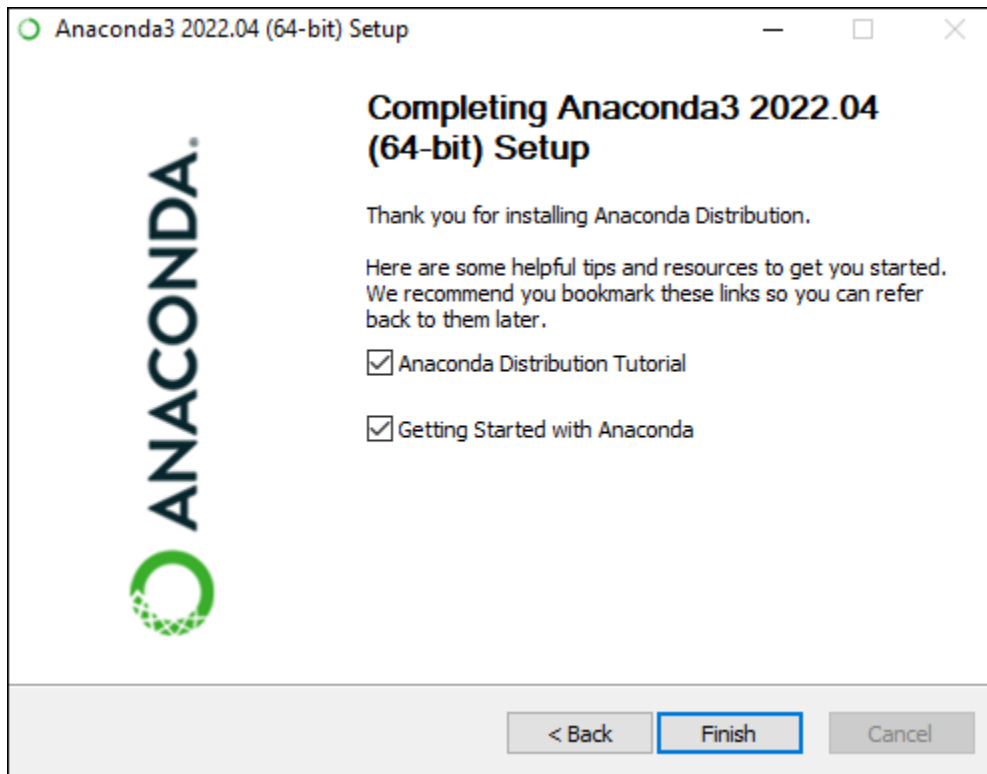 Anaconda3 2022.04 (64-bit) Setup
Completing Anaconda3 2022.04
(64-bit) Setup
Thank you for installing Anaconda Distribution.
Here are some helpful tips and resources to get you started.
We recommend you bookmark these links so you can refer
back to them later.
Anaconda Distribution Tutorial
Getting Started with Anaconda
ANACONDA.
< Back
Finish
Cancel